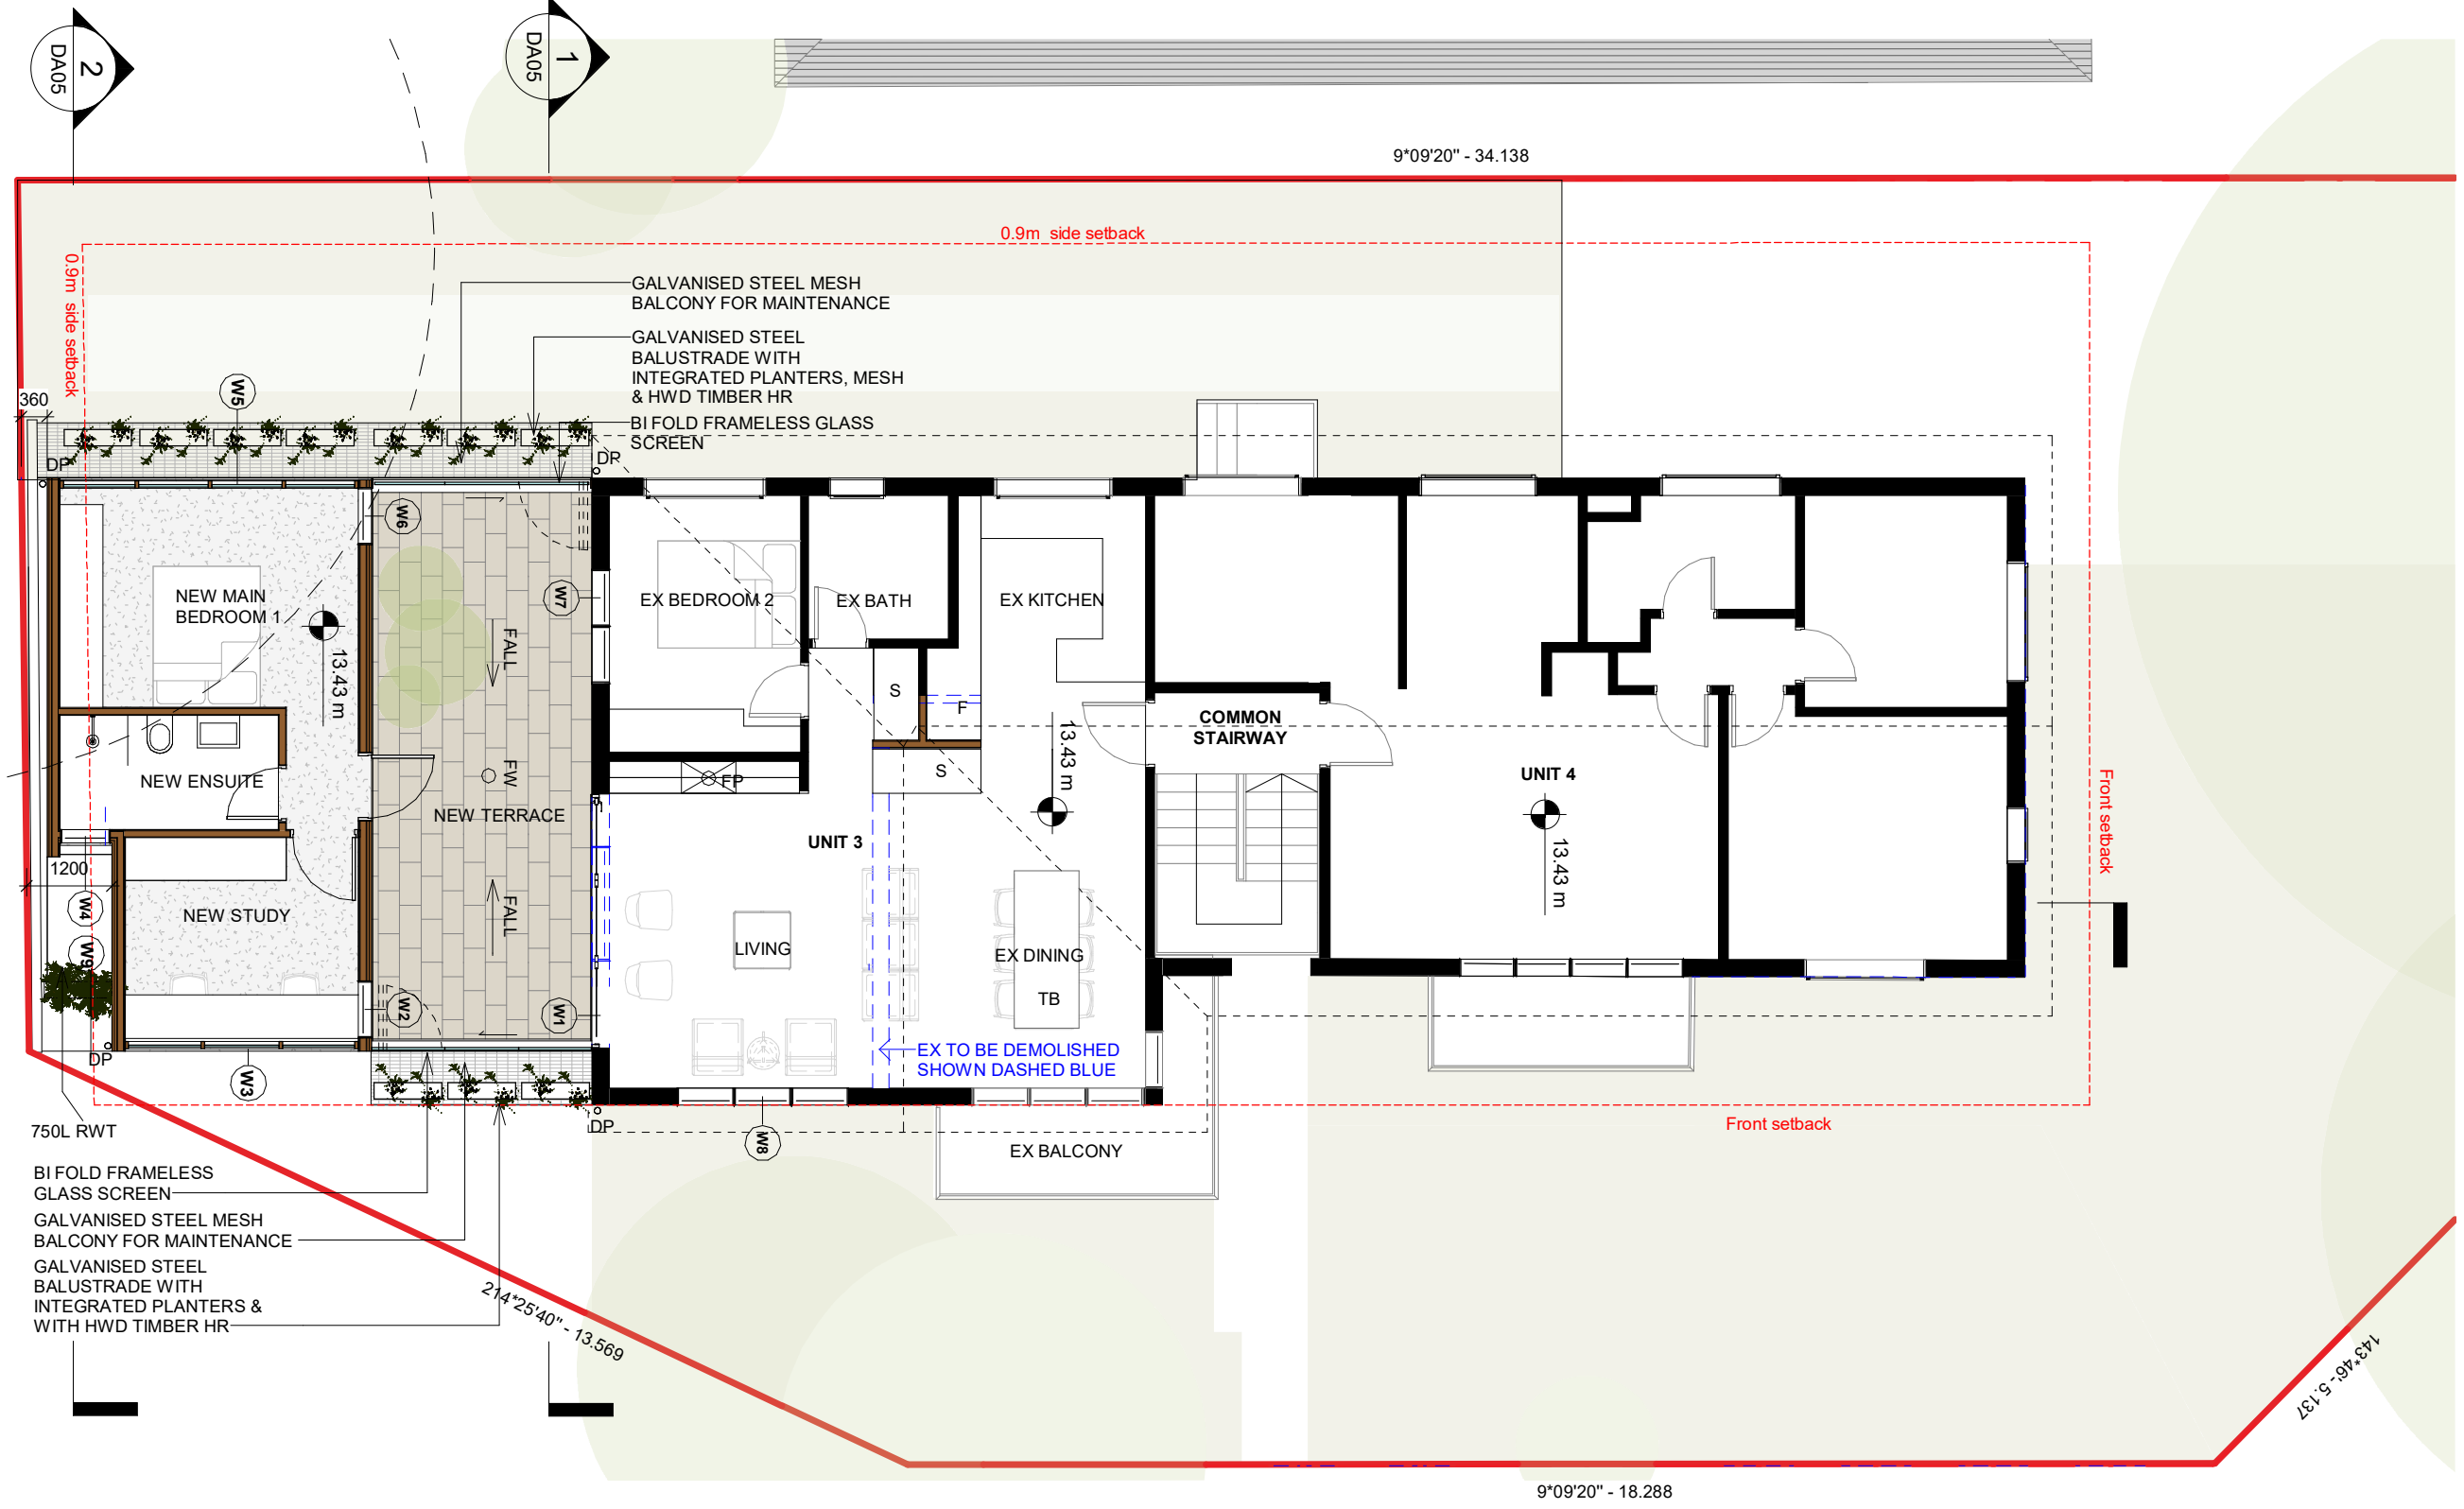 2
DA05
1
DA05
9*09'20" - 34.138
0.9m  side setback
0.9m  side setback
GALVANISED STEEL MESH
BALCONY FOR MAINTENANCE
GALVANISED STEEL
BALUSTRADE WITH
INTEGRATED PLANTERS, MESH
& HWD TIMBER HR
BI FOLD FRAMELESS GLASS
SCREEN
360
W5
DP
DP
W6
W7
NEW MAIN
BEDROOM 1
13.43 m
FALL
EX BEDROOM 2
EX BATH
EX KITCHEN
S
F
COMMON
STAIRWAY
13.43 m
S
FP
NEW ENSUITE
FW
NEW TERRACE
UNIT 3
UNIT 4
13.43 m
Front setback
1200
W4
W9
NEW STUDY
FALL
LIVING
EX DINING
TB
W2
W1
EX TO BE DEMOLISHED
SHOWN DASHED BLUE
DP
W3
DP
W8
EX BALCONY
Front setback
750L RWT
BI FOLD FRAMELESS
GLASS SCREEN
GALVANISED STEEL MESH
BALCONY FOR MAINTENANCE
GALVANISED STEEL
BALUSTRADE WITH
INTEGRATED PLANTERS &
WITH HWD TIMBER HR
214*25'40" - 13.569
143*46'- 5.137
9*09'20" - 18.288